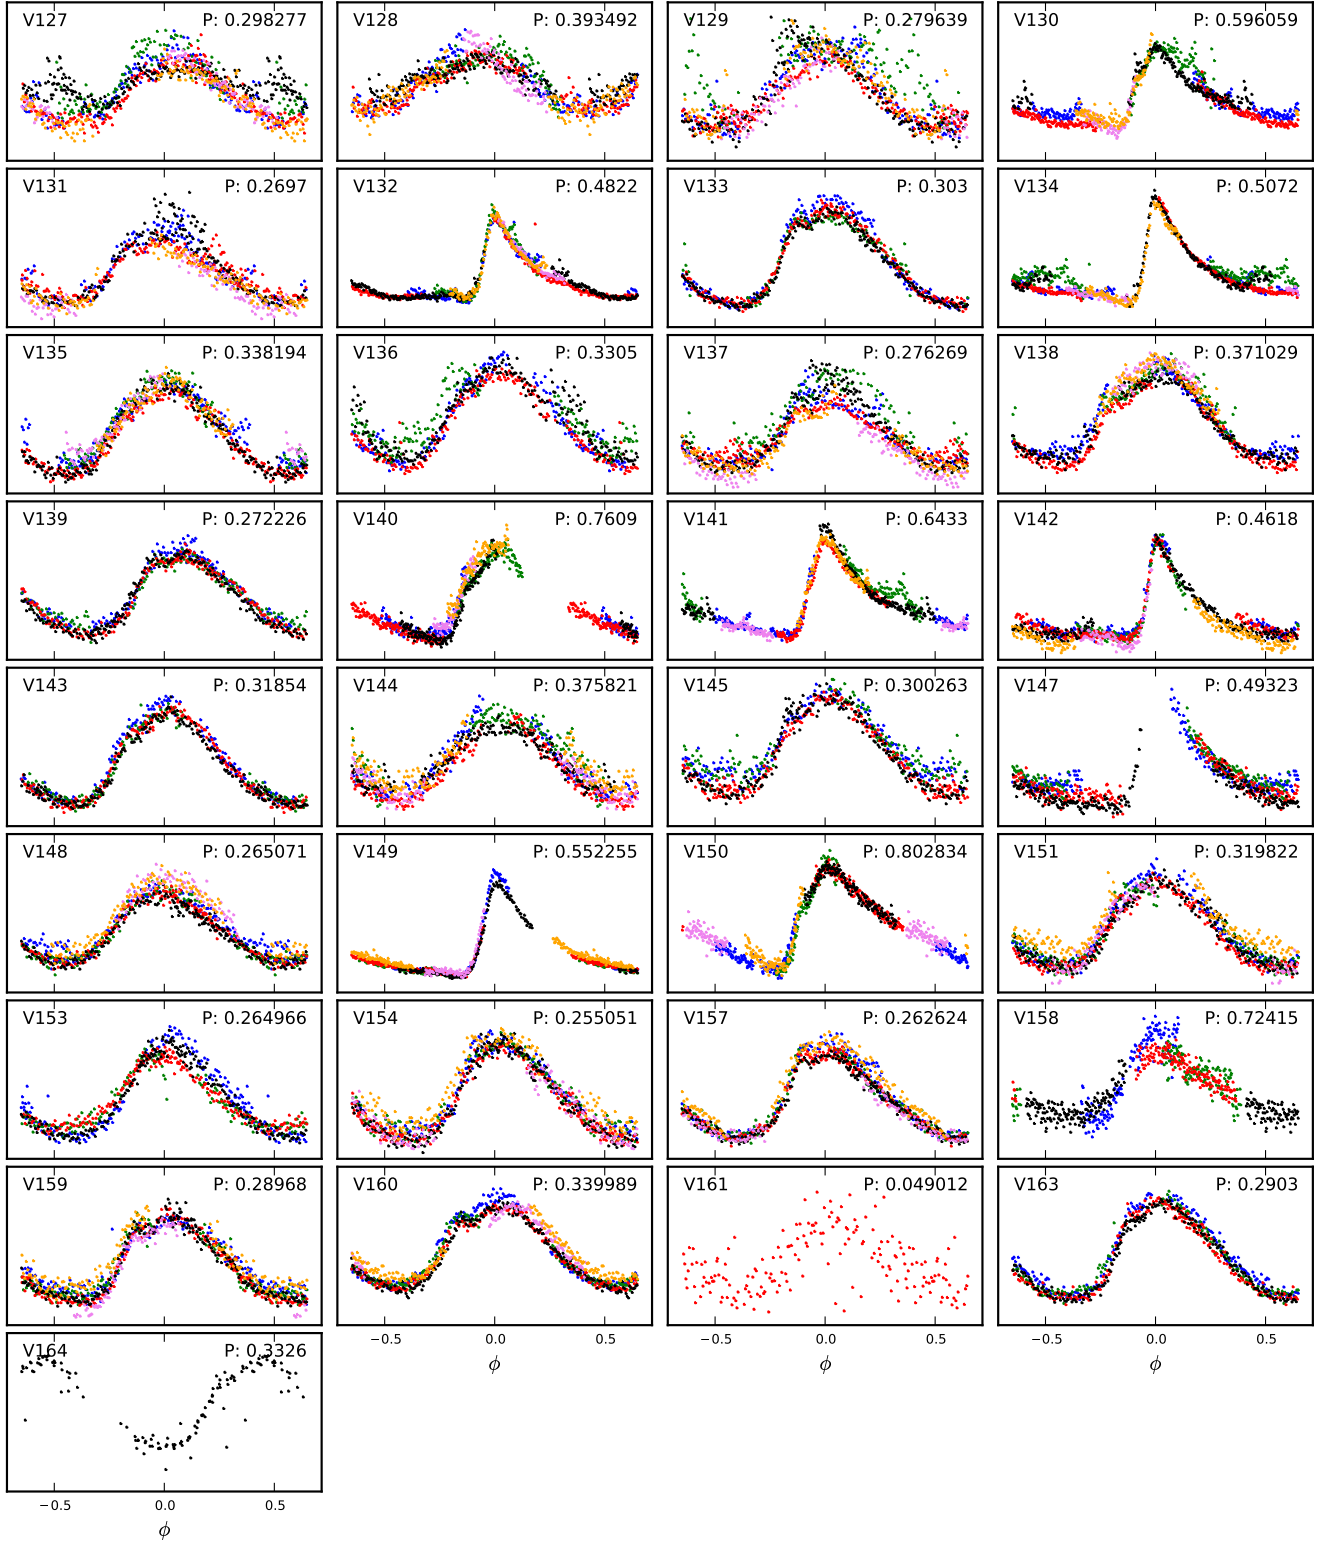 V127 P: 0.298277
V128 P: 0.393492
V129 P: 0.279639
V130 P: 0.596059
V131 P: 0.2697
V132 P: 0.4822
V133 P: 0.303
V134 P: 0.5072
V135 P: 0.338194
V136 P: 0.3305
V137 P: 0.276269
V138 P: 0.371029
V139 P: 0.272226
V140 P: 0.7609
V141 P: 0.6433
V142 P: 0.4618
V143 P: 0.31854
V144 P: 0.375821
V145 P: 0.300263
V147 P: 0.49323
V148 P: 0.265071
V149 P: 0.552255
V150 P: 0.802834
V151 P: 0.319822
V153 P: 0.264966
V154 P: 0.255051
V157 P: 0.262624
V158 P: 0.72415
V159 P: 0.28968
V160 P: 0.339989
V161 P: 0.049012
V163 P: 0.2903
−0.5 0.0 0.5
−0.5 0.0 0.5
−0.5 0.0 0.5
ϕ
ϕ
ϕ
V164 P: 0.3326
−0.5 0.0 0.5
ϕ